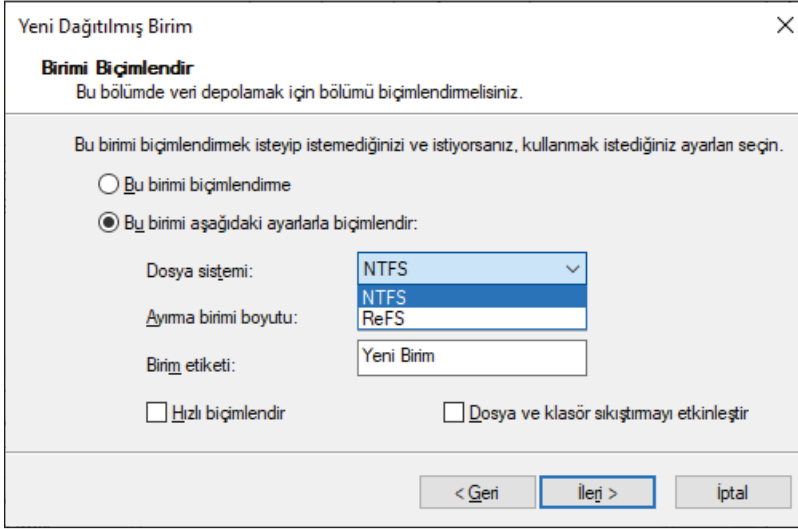 Yeni Dağıtılmış Birim
Birimi Biçimlendir
Bu bölümde veri depolamak için bölümü biçimlendirmelisiniz.
Bu birimi biçimlendirmek isteyip istemediğinizi ve istiyorsanız, kullanmak istediğiniz ayarları seçin.
Bu birimi biçimlendirme
Bu birimi aşağıdaki ayarlarla biçimlendir:
Dosya sistemi: NTFS
NTFS
Ayırma birimi boyutu: ReFS
Birim etiketi: Yeni Birim
Hızlı biçimlendir Dosya ve klasör sıkıştırmayı etkinleştir
< Geri İleri > İptal